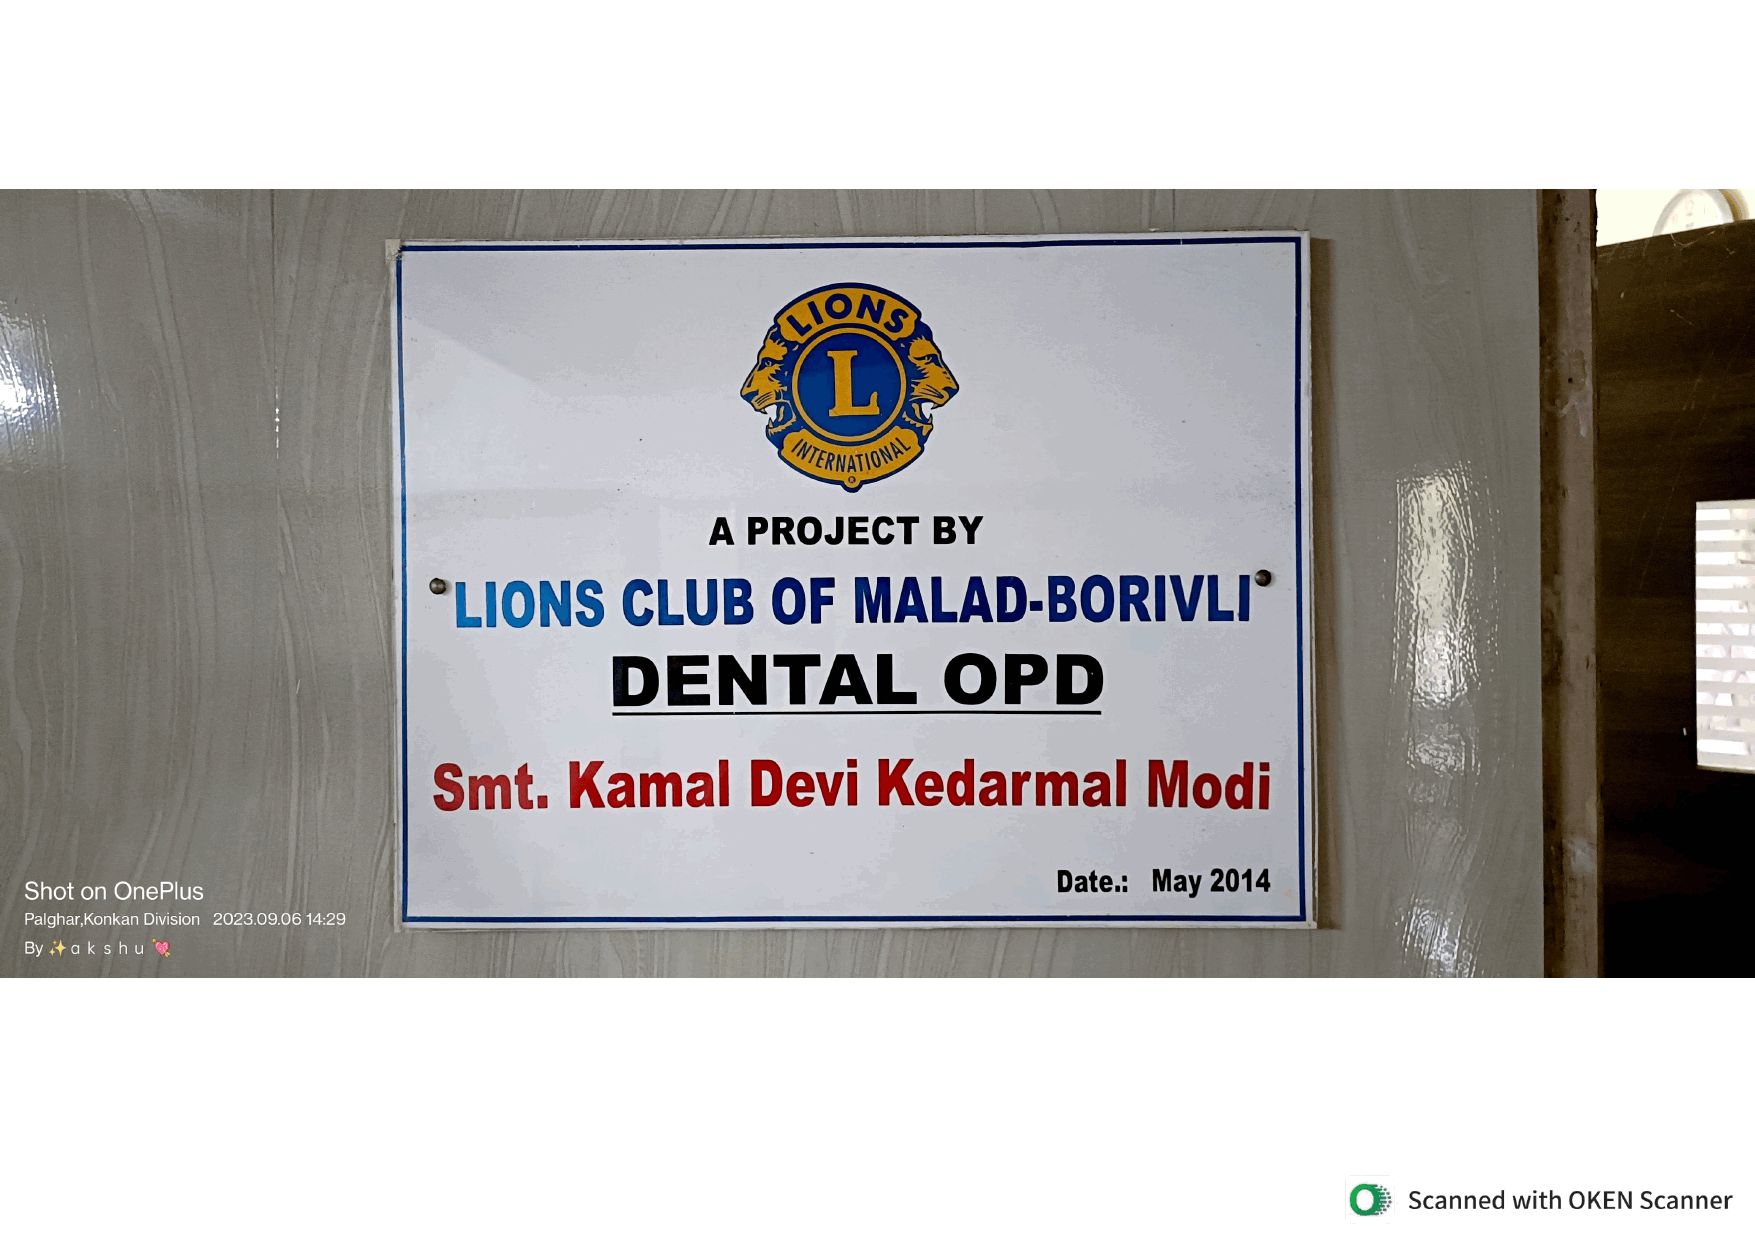 LIONS
L
INTERNATIONAL
A PROJECT BY
LIONS CLUB OF MALAD-BORIVLI
DENTAL OPD
Smt. Kamal Devi Kedarmal Modi
Date.: May 2014
Shot on OnePlus
Palghar,Konkan Division 2023.09.06 14:29
By ✨a k s h u 💘
Scanned with OKEN Scanner